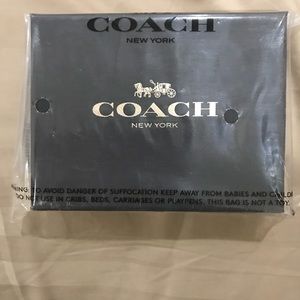 COACH
NEW YORK
COACH
NEW YORK
TO AVOID DANGER OF SUFFOCATION KEEP AWAY FROM BABIES AND
DO NOT USE IN CRIBS, BEDS, CARRIAGES OR PLAYPENS, THIS BAG IS NOT A TOY.